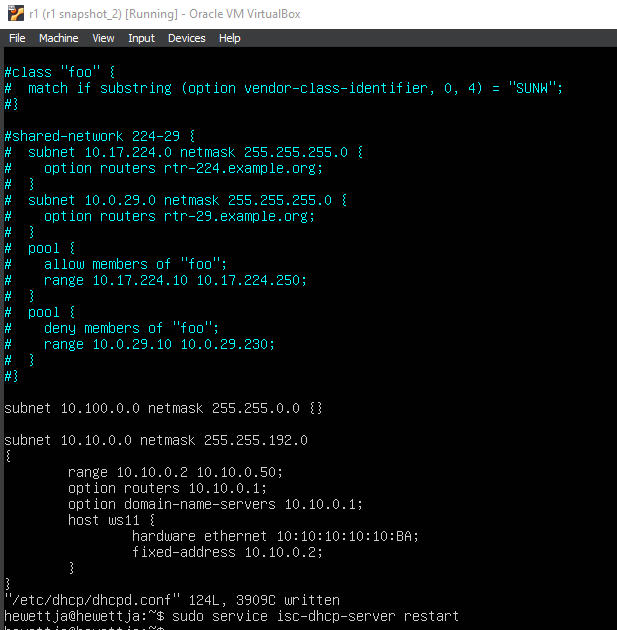 r1 (r1 snapshot_2) [Running] - Oracle VM VirtualBox
File Machine View Input Devices Help
#class "foo" {
#  match if substring (option vendor-class-identifier, 0, 4) = "SUNW";
#}
#shared-network 224-29 {
#  subnet 10.17.224.0 netmask 255.255.255.0 {
#    option routers rtr-224.example.org;
#  }
#  subnet 10.0.29.0 netmask 255.255.255.0 {
#    option routers rtr-29.example.org;
#  }
#  pool {
#    allow members of "foo";
#    range 10.17.224.10 10.17.224.250;
#  }
#  pool {
#    deny members of "foo";
#    range 10.0.29.10 10.0.29.230;
#  }
#}
subnet 10.100.0.0 netmask 255.255.0.0 {}
subnet 10.10.0.0 netmask 255.255.192.0
{
        range 10.10.0.2 10.10.0.50;
        option routers 10.10.0.1;
        option domain-name-servers 10.10.0.1;
        host ws11 {
                hardware ethernet 10:10:10:10:10:BA;
                fixed-address 10.10.0.2;
        }
}
"/etc/dhcp/dhcpd.conf" 124L, 3909C written
hewettja@hewettja:~$ sudo service isc-dhcp-server restart
hewettja@hewettja:~$